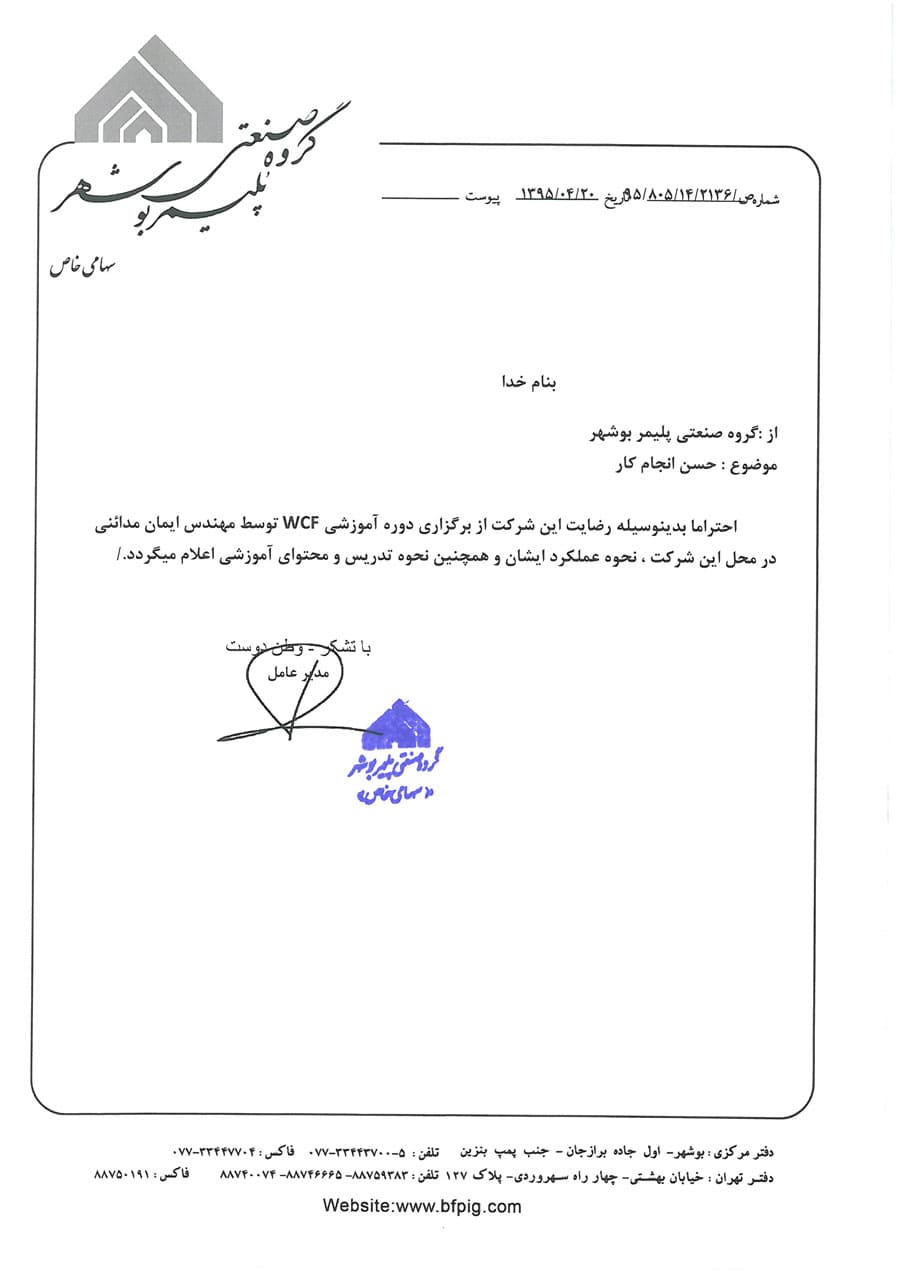 گروه صنعتی
پلیمر بوشهر
سهامی خاص
شماره ص/۹۵/۸۰۵/۱۴/۲۱۳۶ تاریخ ۱۳۹۵/۰۴/۲۰ پیوست
بنام خدا
از :گروه صنعتی پلیمر بوشهر
موضوع : حسن انجام کار
احتراما بدینوسیله رضایت این شرکت از برگزاری دوره آموزشی WCF توسط مهندس ایمان مدائنی
در محل این شرکت ، نحوه عملکرد ایشان و همچنین نحوه تدریس و محتوای آموزشی اعلام میگردد./
با تشکر - وطن دوست
مدیر عامل
گروه صنعتی پلیمر بوشهر
«سهامی خاص»
دفتر مرکزی : بوشهر- اول جاده برازجان - جنب پمپ بنزین تلفن : ۵-۳۳۴۴۳۷۰۰-۰۷۷ فاکس : ۳۳۴۴۷۷۰۴-۰۷۷
دفتر تهران : خیابان بهشتی- چهار راه سهروردی- پلاک ۱۲۷ تلفن : ۸۸۷۵۹۳۸۳- ۸۸۷۴۶۶۶۵- ۸۸۷۴۰۰۷۴ فاکس : ۸۸۷۵۰۱۹۱
Website:www.bfpig.com